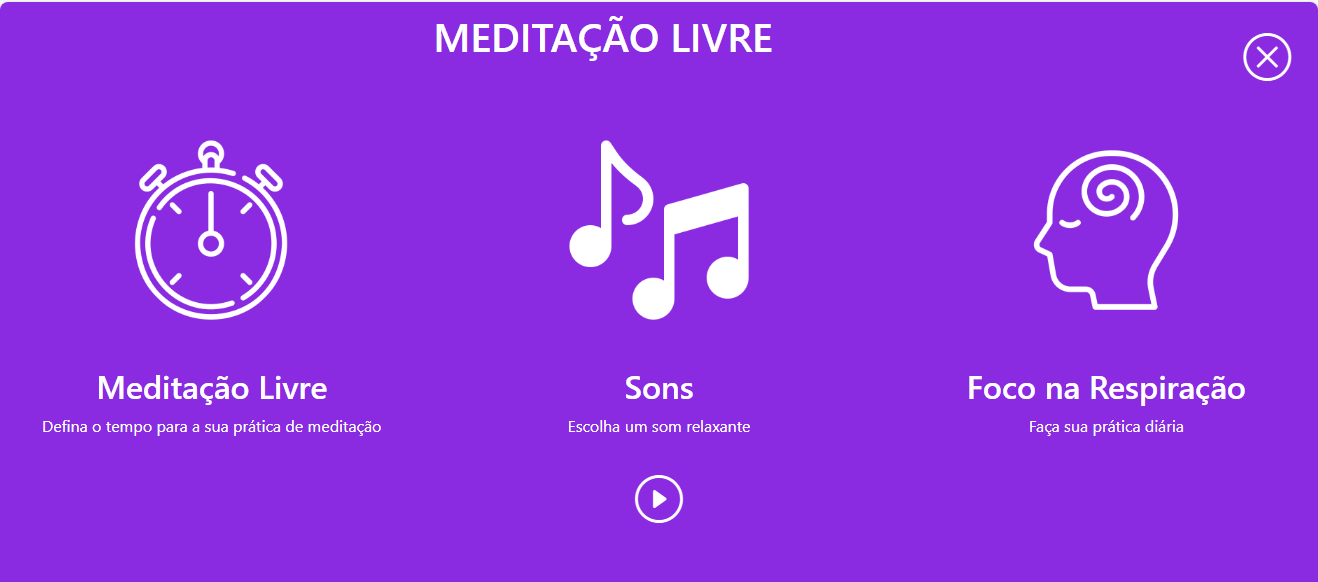 MEDITAÇÃO LIVRE
Meditação Livre
Defina o tempo para a sua prática de meditação
Sons
Escolha um som relaxante
Foco na Respiração
Faça sua prática diária